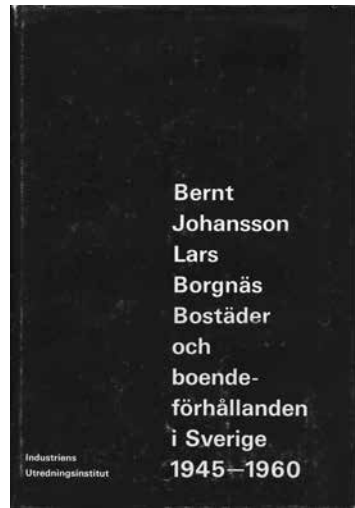 Bernt
Johansson
Lars
Borgnäs
Bostäder
och
boende-
förhållanden
i Sverige
1945–1960
Industriens
Utredningsinstitut